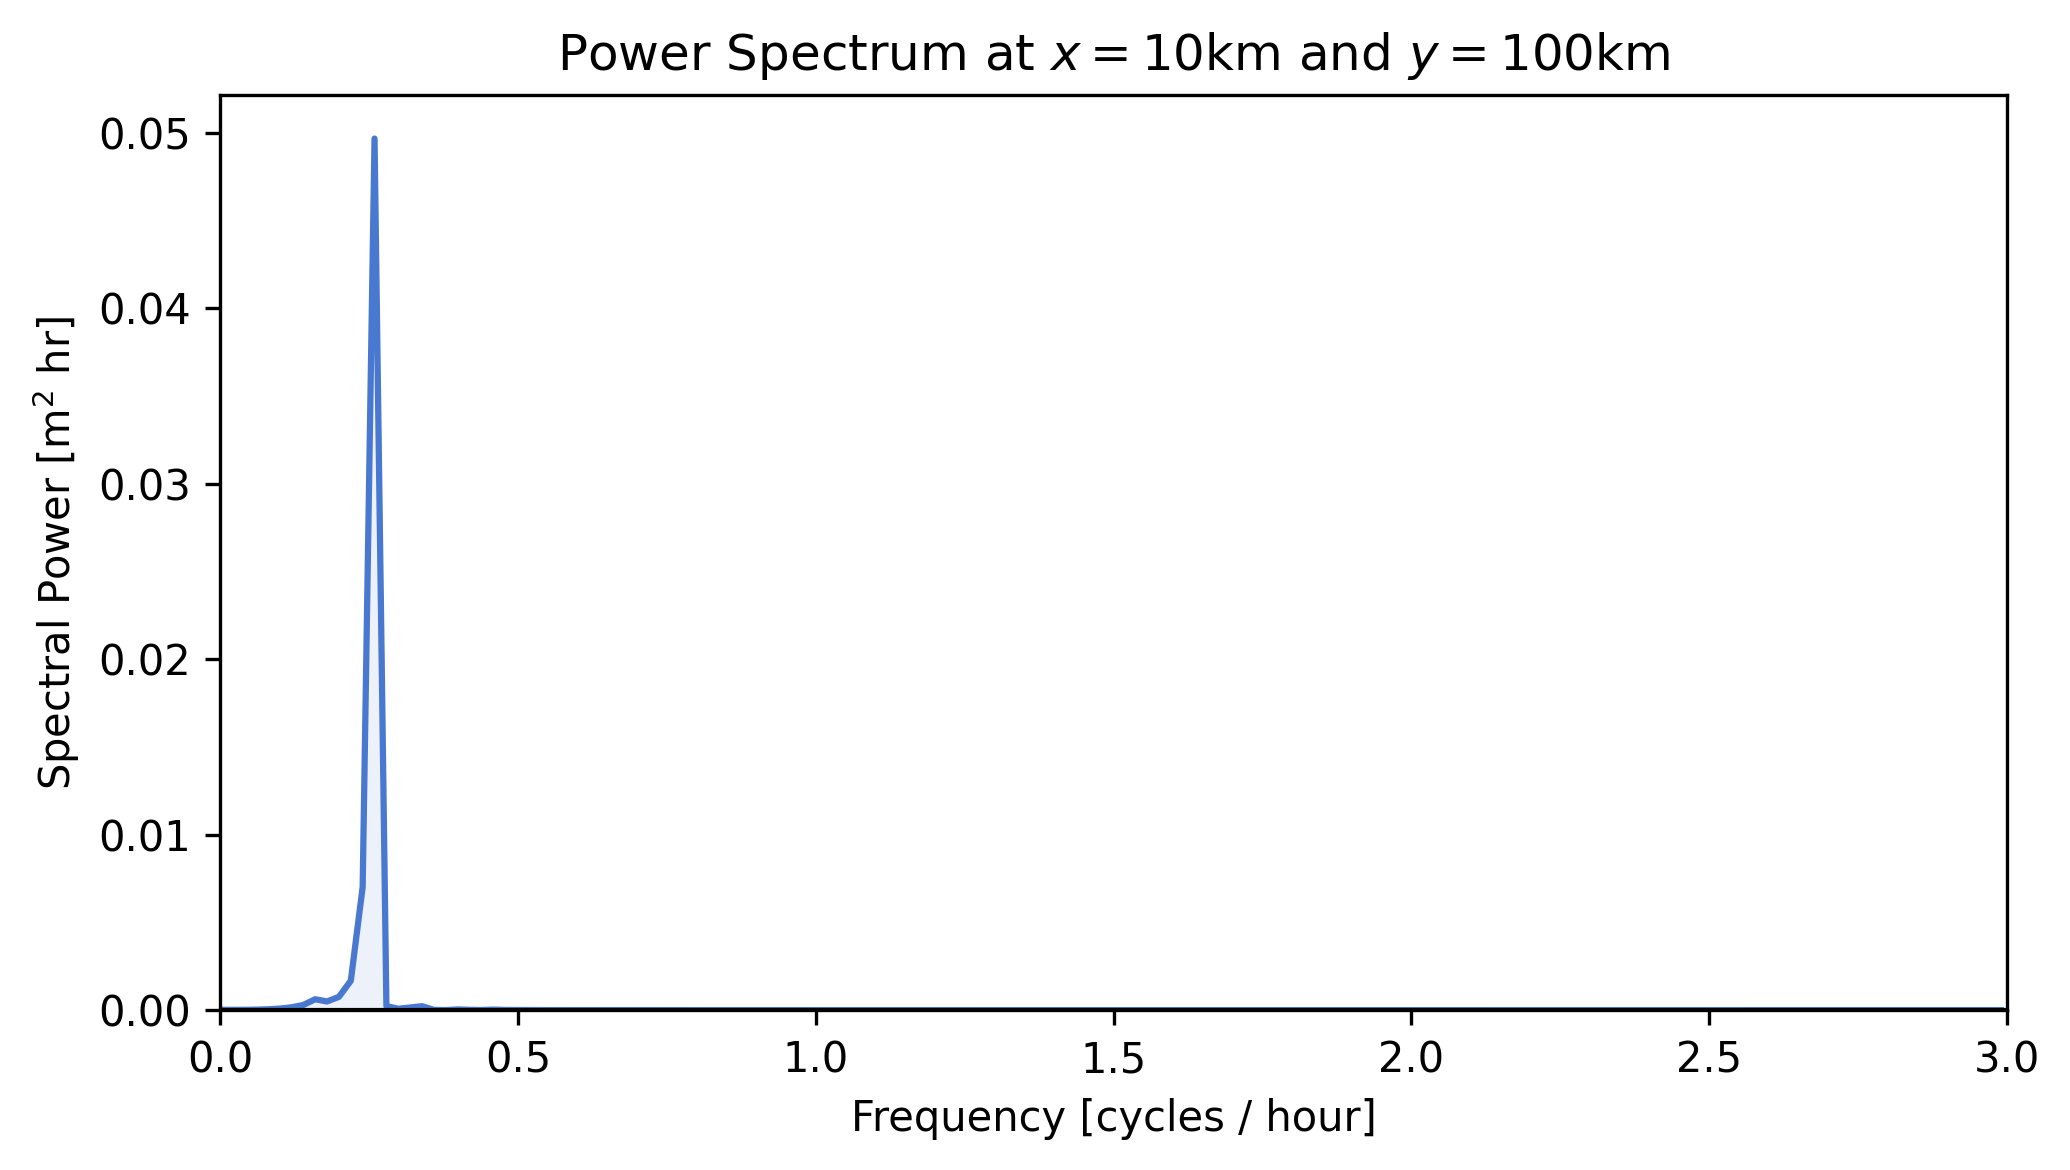 Power Spectrum at x = 10km and y = 100km
0.05
0.04
0.03
0.02
0.01
0.00
Spectral Power [m² hr]
0.0 0.5 1.0 1.5 2.0 2.5 3.0
Frequency [cycles / hour]